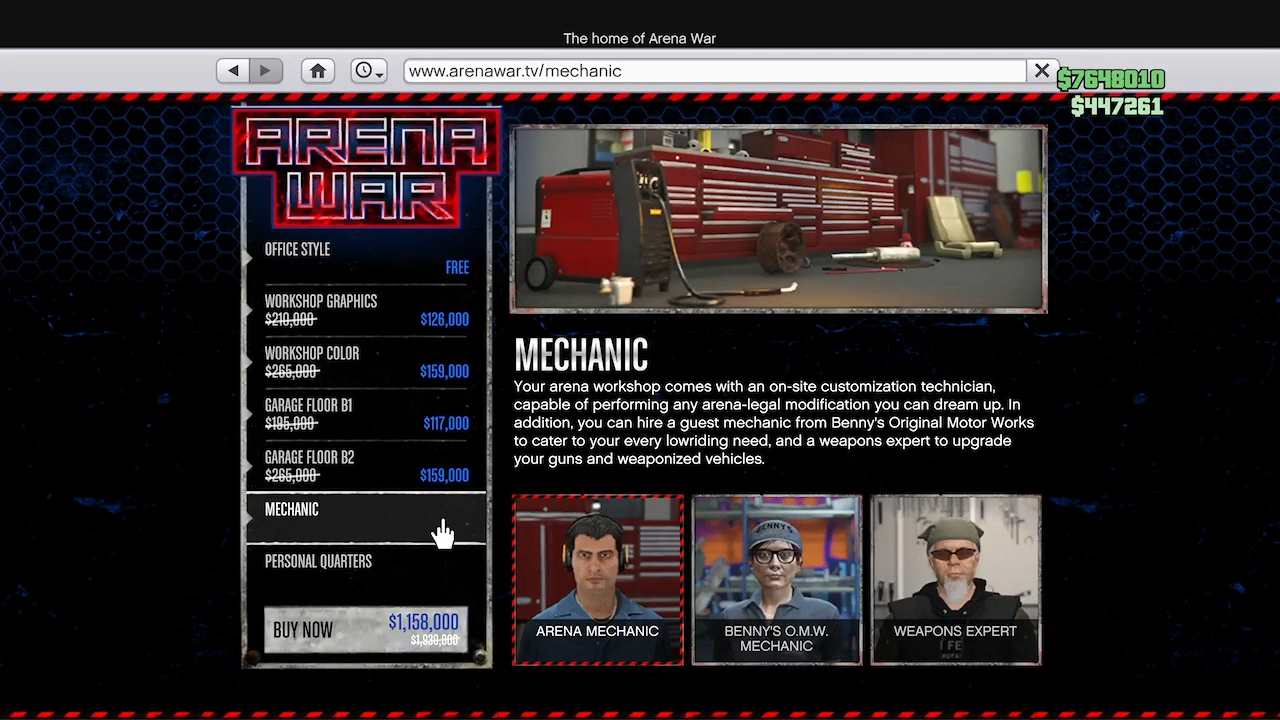 The home of Arena War
www.arenawar.tv/mechanic
$7648010
$447261
ARENA
WAR
OFFICE STYLE
FREE
WORKSHOP GRAPHICS
$210,000 $126,000
WORKSHOP COLOR
$265,000 $159,000
GARAGE FLOOR B1
$195,000 $117,000
GARAGE FLOOR B2
$265,000 $159,000
MECHANIC
PERSONAL QUARTERS
BUY NOW $1,158,000
$1,930,000
MECHANIC
Your arena workshop comes with an on-site customization technician,
capable of performing any arena-legal modification you can dream up. In
addition, you can hire a guest mechanic from Benny's Original Motor Works
to cater to your every lowriding need, and a weapons expert to upgrade
your guns and weaponized vehicles.
ARENA MECHANIC
BENNY'S
BENNY'S O.M.W.
MECHANIC
WEAPONS EXPERT